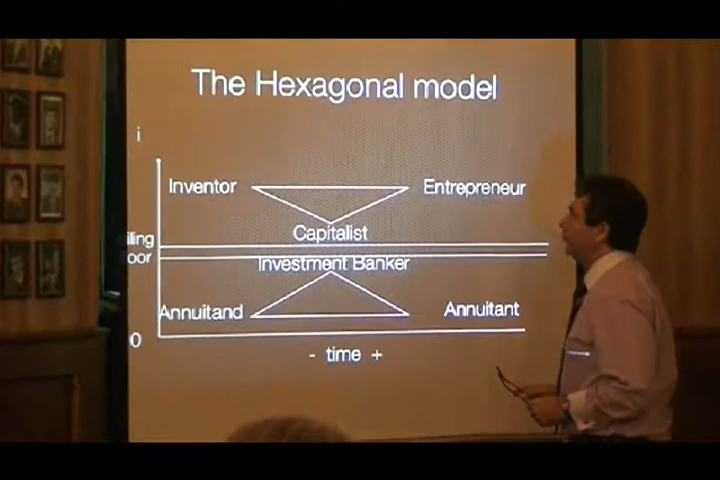 The Hexagonal model
i
Inventor Entrepreneur
Capitalist
iling
oor
Investment Banker
Annuitand Annuitant
0
- time +